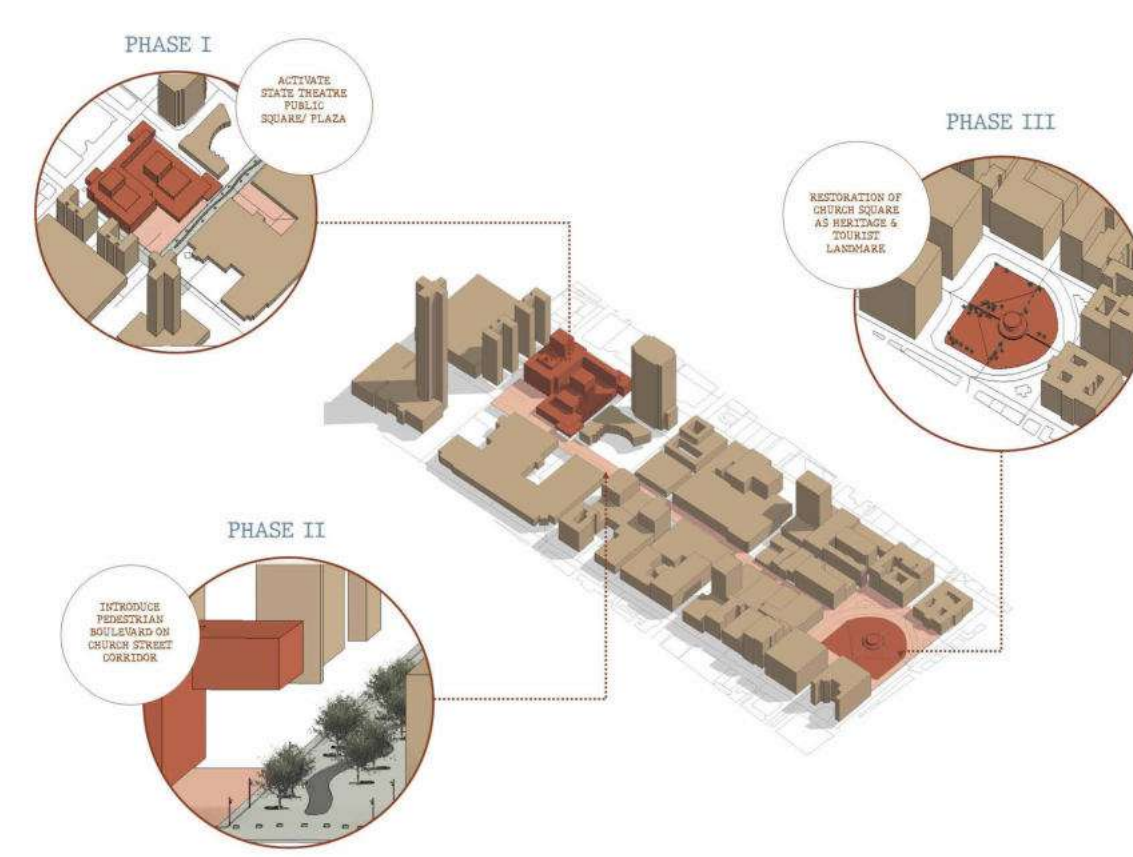 PHASE I
ACTIVATE
STATE THEATRE
PUBLIC
SQUARE/ PLAZA
PHASE III
RESTORATION OF
CHURCH SQUARE
AS HERITAGE &
TOURIST
LANDMARK
PHASE II
INTRODUCE
PEDESTRIAN
BOULEVARD ON
CHURCH STREET
CORRIDOR